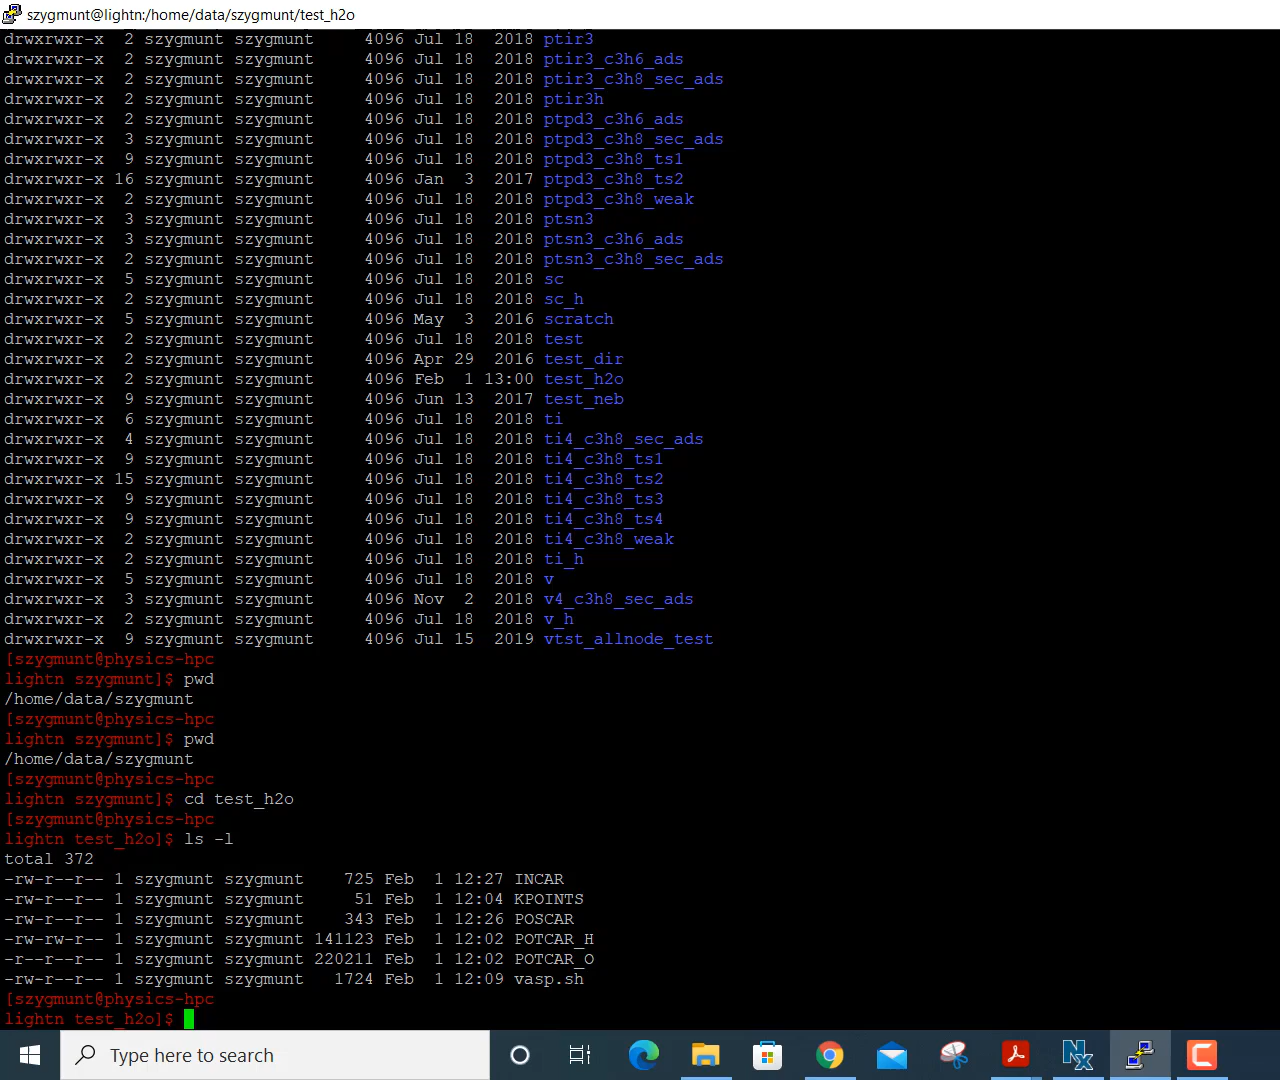 szygmunt@lightn:/home/data/szygmunt/test_h2o
drwxrwxr-x 2 szygmunt szygmunt 4096 Jul 18 2018 ptir3
drwxrwxr-x 2 szygmunt szygmunt 4096 Jul 18 2018 ptir3_c3h6_ads
drwxrwxr-x 2 szygmunt szygmunt 4096 Jul 18 2018 ptir3_c3h8_sec_ads
drwxrwxr-x 2 szygmunt szygmunt 4096 Jul 18 2018 ptir3h
drwxrwxr-x 2 szygmunt szygmunt 4096 Jul 18 2018 ptpd3_c3h6_ads
drwxrwxr-x 3 szygmunt szygmunt 4096 Jul 18 2018 ptpd3_c3h8_sec_ads
drwxrwxr-x 9 szygmunt szygmunt 4096 Jul 18 2018 ptpd3_c3h8_ts1
drwxrwxr-x 16 szygmunt szygmunt 4096 Jan 3 2017 ptpd3_c3h8_ts2
drwxrwxr-x 2 szygmunt szygmunt 4096 Jul 18 2018 ptpd3_c3h8_weak
drwxrwxr-x 3 szygmunt szygmunt 4096 Jul 18 2018 ptsn3
drwxrwxr-x 3 szygmunt szygmunt 4096 Jul 18 2018 ptsn3_c3h6_ads
drwxrwxr-x 2 szygmunt szygmunt 4096 Jul 18 2018 ptsn3_c3h8_sec_ads
drwxrwxr-x 5 szygmunt szygmunt 4096 Jul 18 2018 sc
drwxrwxr-x 2 szygmunt szygmunt 4096 Jul 18 2018 sc_h
drwxrwxr-x 5 szygmunt szygmunt 4096 May 3 2016 scratch
drwxrwxr-x 2 szygmunt szygmunt 4096 Jul 18 2018 test
drwxrwxr-x 2 szygmunt szygmunt 4096 Apr 29 2016 test_dir
drwxrwxr-x 2 szygmunt szygmunt 4096 Feb 1 13:00 test_h2o
drwxrwxr-x 9 szygmunt szygmunt 4096 Jun 13 2017 test_neb
drwxrwxr-x 6 szygmunt szygmunt 4096 Jul 18 2018 ti
drwxrwxr-x 4 szygmunt szygmunt 4096 Jul 18 2018 ti4_c3h8_sec_ads
drwxrwxr-x 9 szygmunt szygmunt 4096 Jul 18 2018 ti4_c3h8_ts1
drwxrwxr-x 15 szygmunt szygmunt 4096 Jul 18 2018 ti4_c3h8_ts2
drwxrwxr-x 9 szygmunt szygmunt 4096 Jul 18 2018 ti4_c3h8_ts3
drwxrwxr-x 9 szygmunt szygmunt 4096 Jul 18 2018 ti4_c3h8_ts4
drwxrwxr-x 2 szygmunt szygmunt 4096 Jul 18 2018 ti4_c3h8_weak
drwxrwxr-x 2 szygmunt szygmunt 4096 Jul 18 2018 ti_h
drwxrwxr-x 5 szygmunt szygmunt 4096 Jul 18 2018 v
drwxrwxr-x 3 szygmunt szygmunt 4096 Nov 2 2018 v4_c3h8_sec_ads
drwxrwxr-x 2 szygmunt szygmunt 4096 Jul 18 2018 v_h
drwxrwxr-x 9 szygmunt szygmunt 4096 Jul 15 2019 vtst_allnode_test
[szygmunt@physics-hpc
lightn szygmunt]$ pwd
/home/data/szygmunt
[szygmunt@physics-hpc
lightn szygmunt]$ pwd
/home/data/szygmunt
[szygmunt@physics-hpc
lightn szygmunt]$ cd test_h2o
[szygmunt@physics-hpc
lightn test_h2o]$ ls -l
total 372
-rw-r--r-- 1 szygmunt szygmunt 725 Feb 1 12:27 INCAR
-rw-r--r-- 1 szygmunt szygmunt 51 Feb 1 12:04 KPOINTS
-rw-r--r-- 1 szygmunt szygmunt 343 Feb 1 12:26 POSCAR
-rw-rw-r-- 1 szygmunt szygmunt 141123 Feb 1 12:02 POTCAR_H
-r--r--r-- 1 szygmunt szygmunt 220211 Feb 1 12:02 POTCAR_O
-rw-r--r-- 1 szygmunt szygmunt 1724 Feb 1 12:09 vasp.sh
[szygmunt@physics-hpc
lightn test_h2o]$
Type here to search